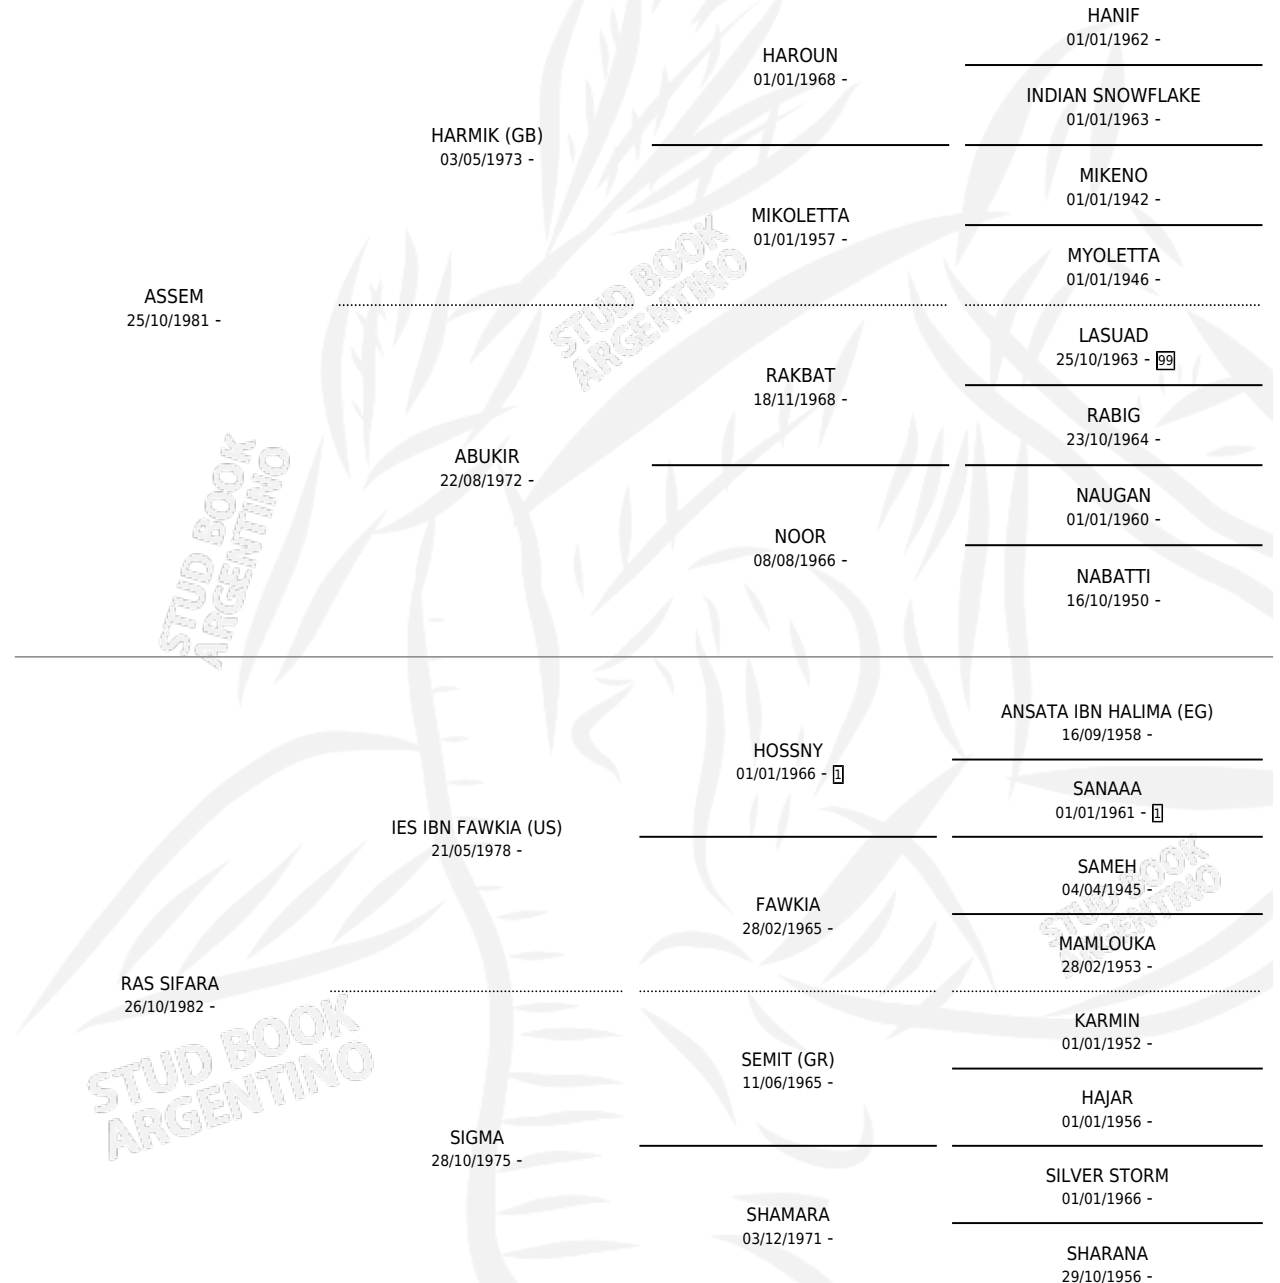 HANIF
01/01/1962 -
HAROUN
01/01/1968 -
INDIAN SNOWFLAKE
01/01/1963 -
HARMIK (GB)
03/05/1973 -
MIKENO
01/01/1942 -
MIKOLETTA
01/01/1957 -
MYOLETTA
01/01/1946 -
ASSEM
25/10/1981 -
LASUAD
25/10/1963 - 99
RAKBAT
18/11/1968 -
RABIG
23/10/1964 -
ABUKIR
22/08/1972 -
NAUGAN
01/01/1960 -
NOOR
08/08/1966 -
NABATTI
16/10/1950 -
ANSATA IBN HALIMA (EG)
16/09/1958 -
HOSSNY
01/01/1966 - 1
SANAAA
01/01/1961 - 1
IES IBN FAWKIA (US)
21/05/1978 -
SAMEH
04/04/1945 -
FAWKIA
28/02/1965 -
MAMLOUKA
28/02/1953 -
RAS SIFARA
26/10/1982 -
KARMIN
01/01/1952 -
SEMIT (GR)
11/06/1965 -
HAJAR
01/01/1956 -
SIGMA
28/10/1975 -
SILVER STORM
01/01/1966 -
SHAMARA
03/12/1971 -
SHARANA
29/10/1956 -
STUD BOOK
ARGENTINO
STUD BOOK
ARGENTINO
STUD BOOK
ARGENTINO
STUD BOOK
ARGENTINO